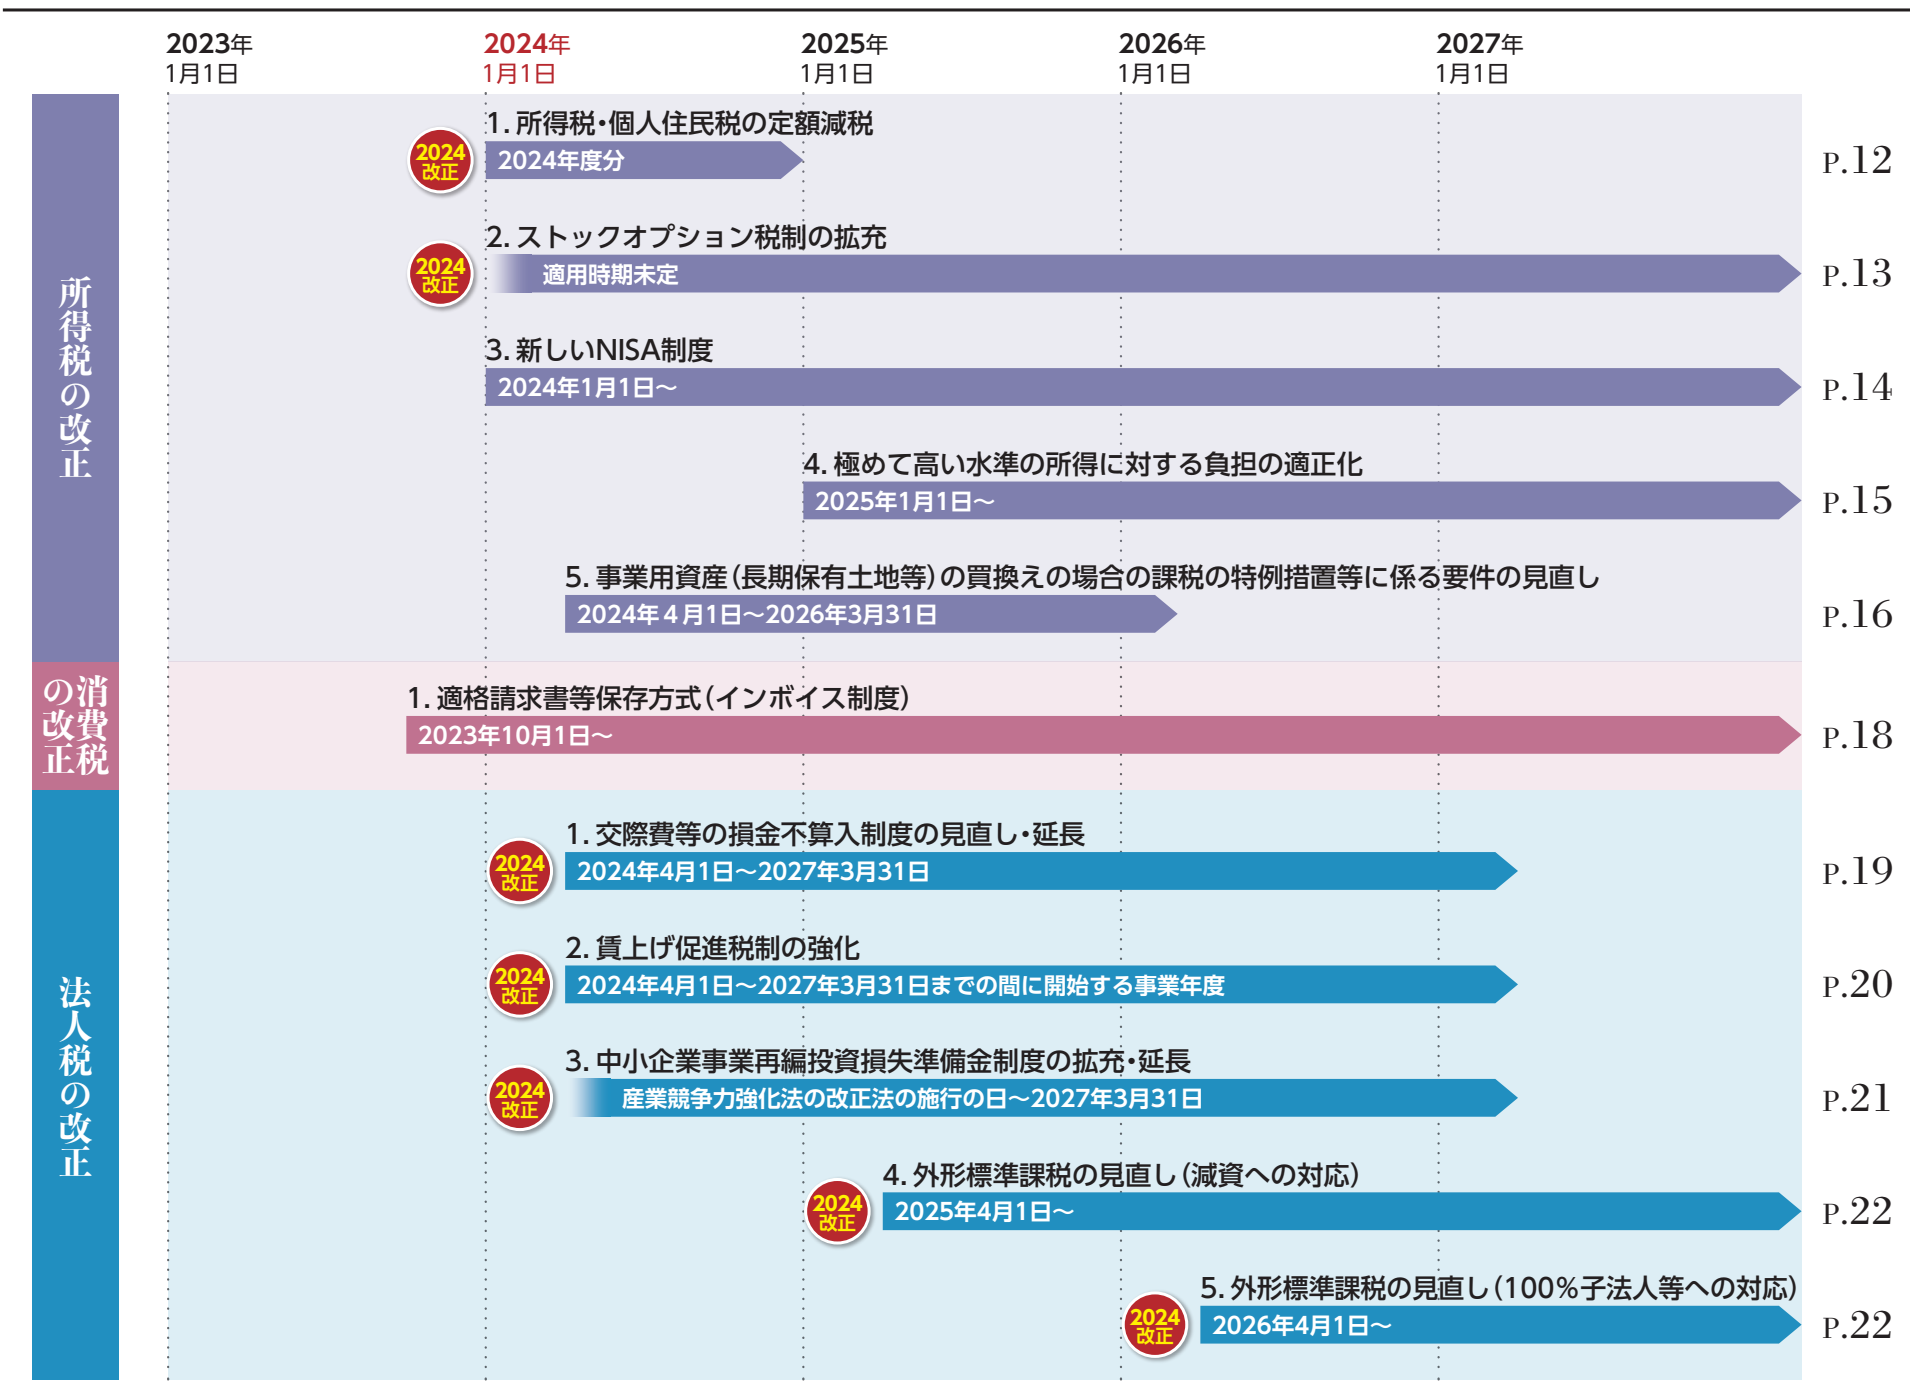 2023年
1月1日
2024年
1月1日
2025年
1月1日
2026年
1月1日
2027年
1月1日
所得税の改正
1. 所得税・個人住民税の定額減税
2024
改正
2024年度分
P.12
2. ストックオプション税制の拡充
2024
改正
適用時期未定
P.13
3. 新しいNISA制度
2024年1月1日～
P.14
4. 極めて高い水準の所得に対する負担の適正化
2025年1月1日～
P.15
5. 事業用資産（長期保有土地等）の買換えの場合の課税の特例措置等に係る要件の見直し
2024年４月1日～2026年3月31日
P.16
消費税
の改正
1. 適格請求書等保存方式（インボイス制度）
2023年10月1日～
P.18
法人税の改正
1. 交際費等の損金不算入制度の見直し・延長
2024
改正
2024年4月1日～2027年3月31日
P.19
2. 賃上げ促進税制の強化
2024
改正
2024年4月1日～2027年3月31日までの間に開始する事業年度
P.20
3. 中小企業事業再編投資損失準備金制度の拡充・延長
2024
改正
産業競争力強化法の改正法の施行の日～2027年3月31日
P.21
4. 外形標準課税の見直し（減資への対応）
2024
改正
2025年4月1日～
P.22
5. 外形標準課税の見直し（100%子法人等への対応）
2024
改正
2026年4月1日～
P.22